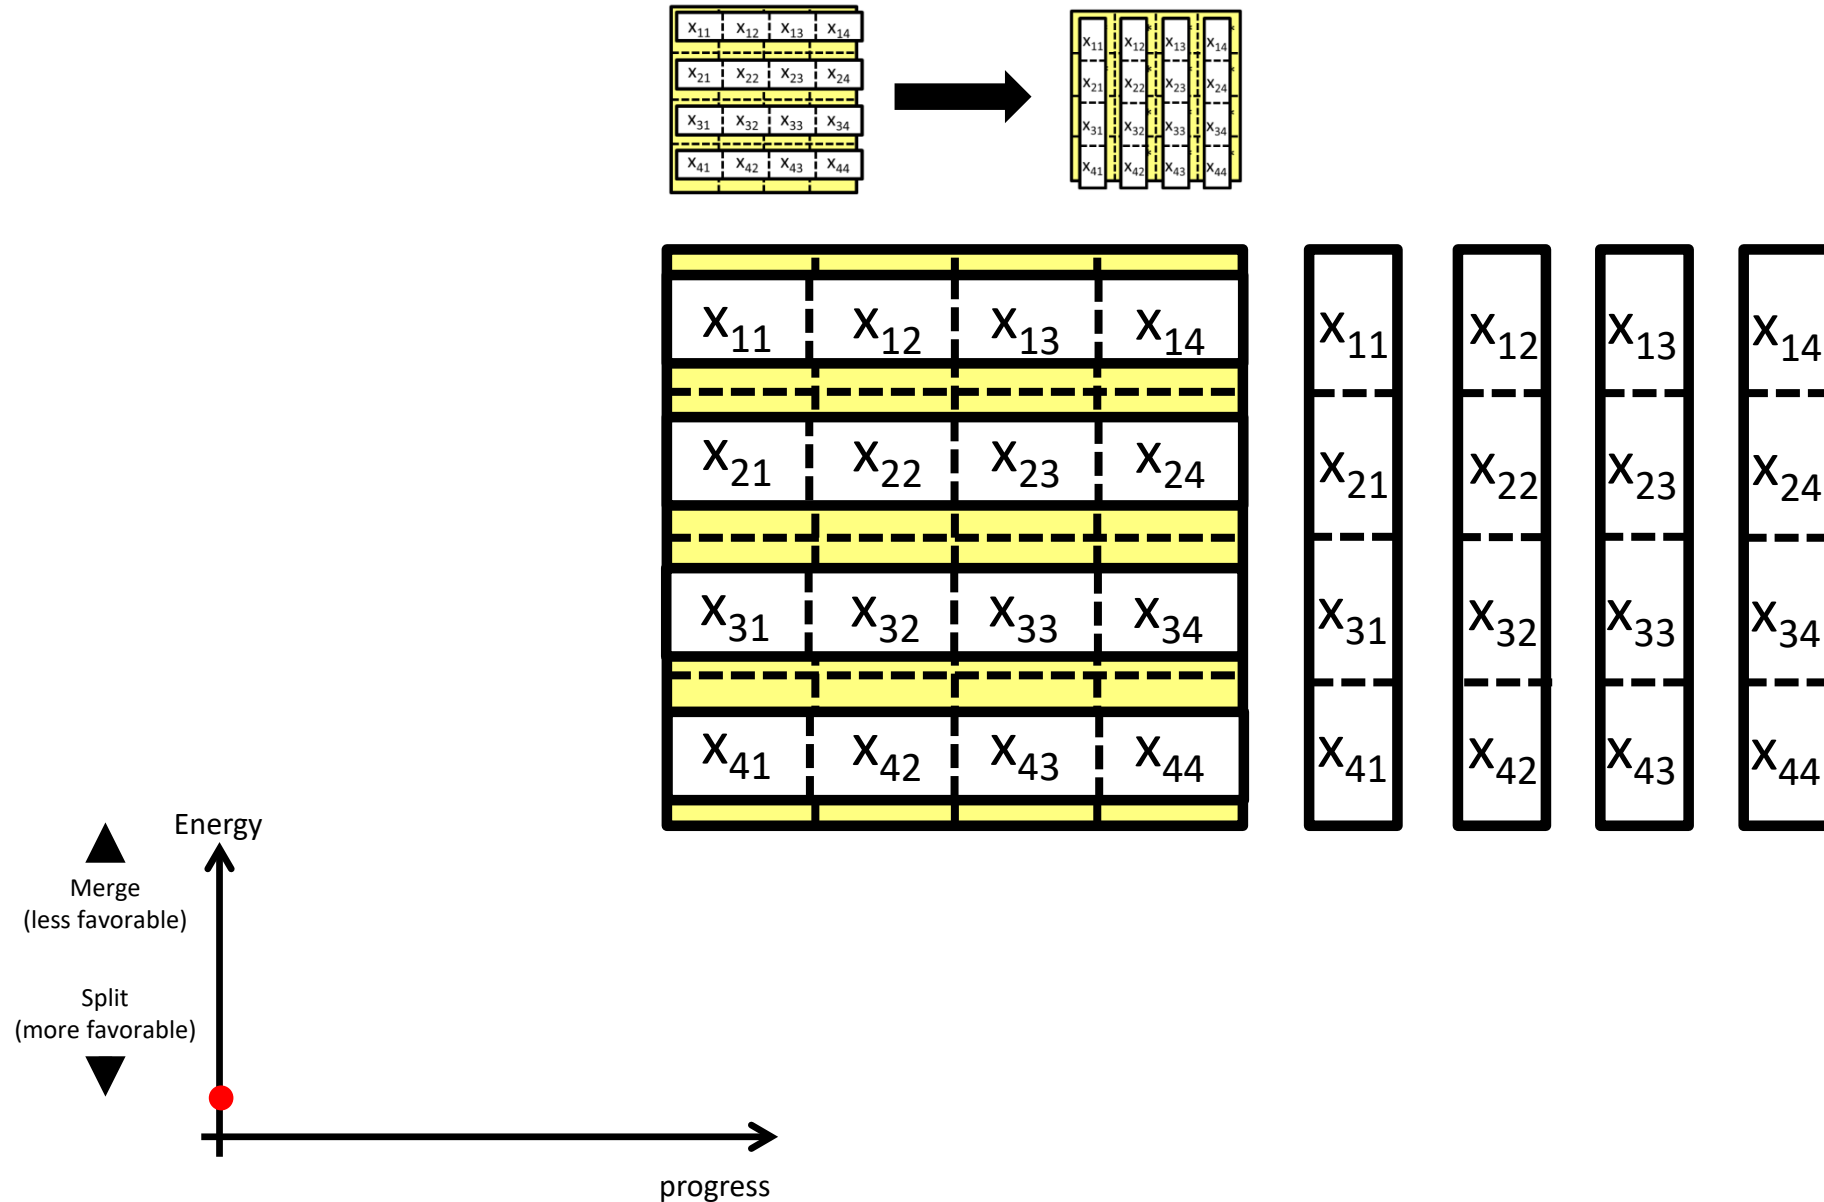 x11 x12 x13 x14
x21 x22 x23 x24
x31 x32 x33 x34
x41 x42 x43 x44
x11 x12 x13 x14
x21 x22 x23 x24
x31 x32 x33 x34
x41 x42 x43 x44
x11 x12 x13 x14 x11 x12 x13 x14
x21 x22 x23 x24 x21 x22 x23 x24
x31 x32 x33 x34 x31 x32 x33 x34
x41 x42 x43 x44 x41 x42 x43 x44
Energy
Merge
(less favorable)
Split
(more favorable)
progress